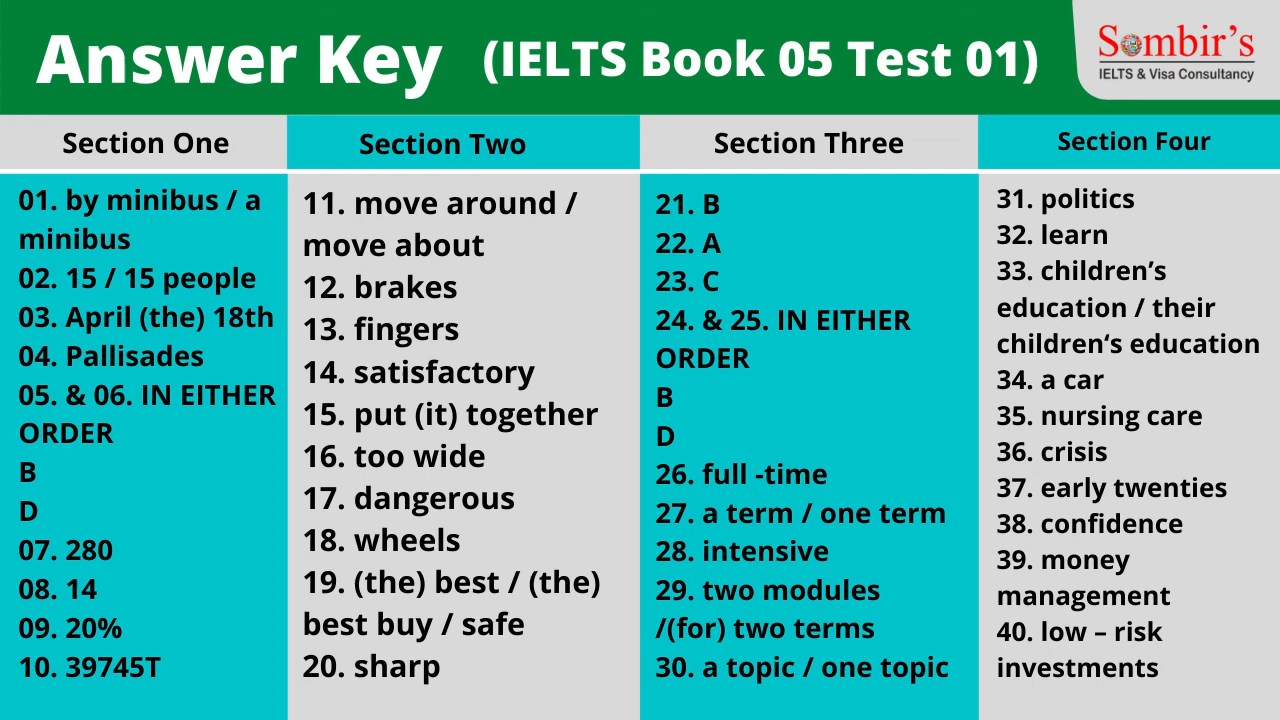 Answer Key (IELTS Book 05 Test 01)
Sombir's
IELTS & Visa Consultancy
Section One
01. by minibus / a
minibus
02. 15 / 15 people
03. April (the) 18th
04. Pallisades
05. & 06. IN EITHER
ORDER
B
D
07. 280
08. 14
09. 20%
10. 39745T
Section Two
11. move around /
move about
12. brakes
13. fingers
14. satisfactory
15. put (it) together
16. too wide
17. dangerous
18. wheels
19. (the) best / (the)
best buy / safe
20. sharp
Section Three
21. B
22. A
23. C
24. & 25. IN EITHER
ORDER
B
D
26. full -time
27. a term / one term
28. intensive
29. two modules
/(for) two terms
30. a topic / one topic
Section Four
31. politics
32. learn
33. children’s
education / their
children‘s education
34. a car
35. nursing care
36. crisis
37. early twenties
38. confidence
39. money
management
40. low – risk
investments